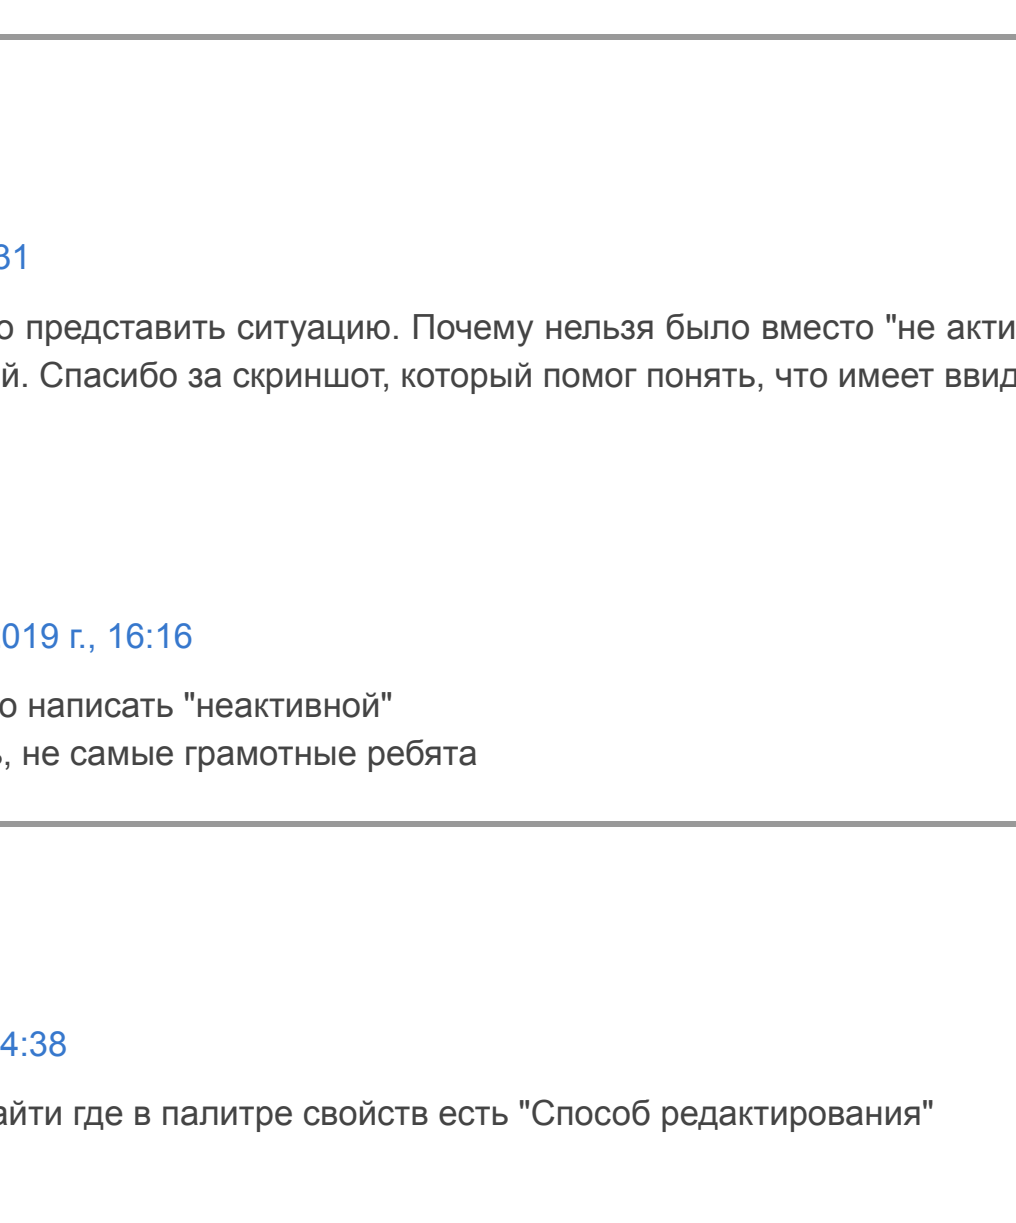 31
о представить ситуацию. Почему нельзя было вместо "не акти
й. Спасибо за скриншот, который помог понять, что имеет ввид
019 г., 16:16
о написать "неактивной"
ь, не самые грамотные ребята
4:38
айти где в палитре свойств есть "Способ редактирования"